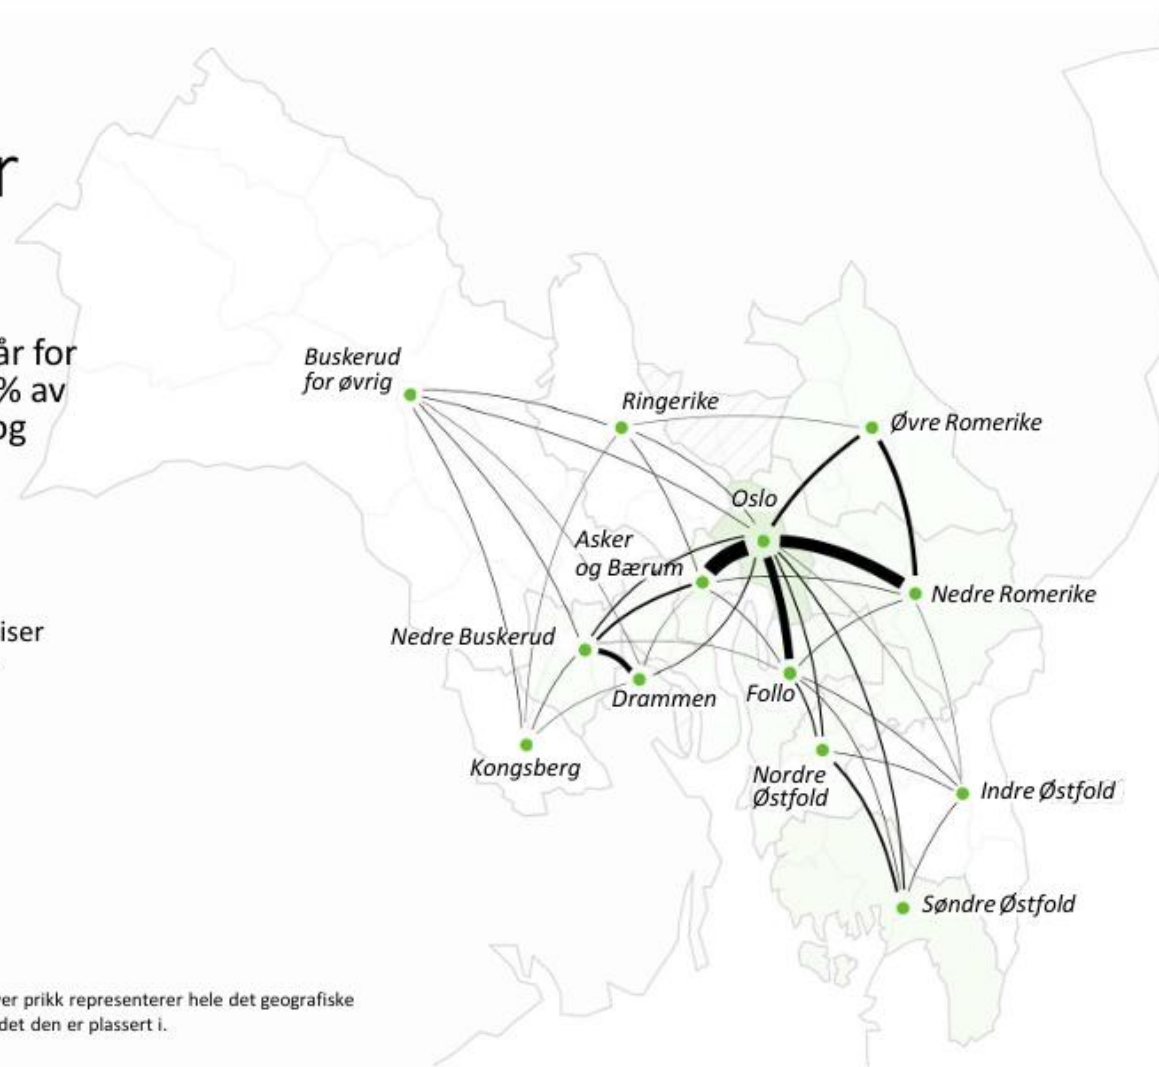 r
år for
% av
og
Buskerud
for øvrig
Ringerike
Øvre Romerike
Oslo
Asker
og Bærum
Nedre Romerike
Nedre Buskerud
iser
Drammen
Follo
Kongsberg
Nordre
Østfold
Indre Østfold
Søndre Østfold
er prikk representerer hele det geografiske
det den er plassert i.